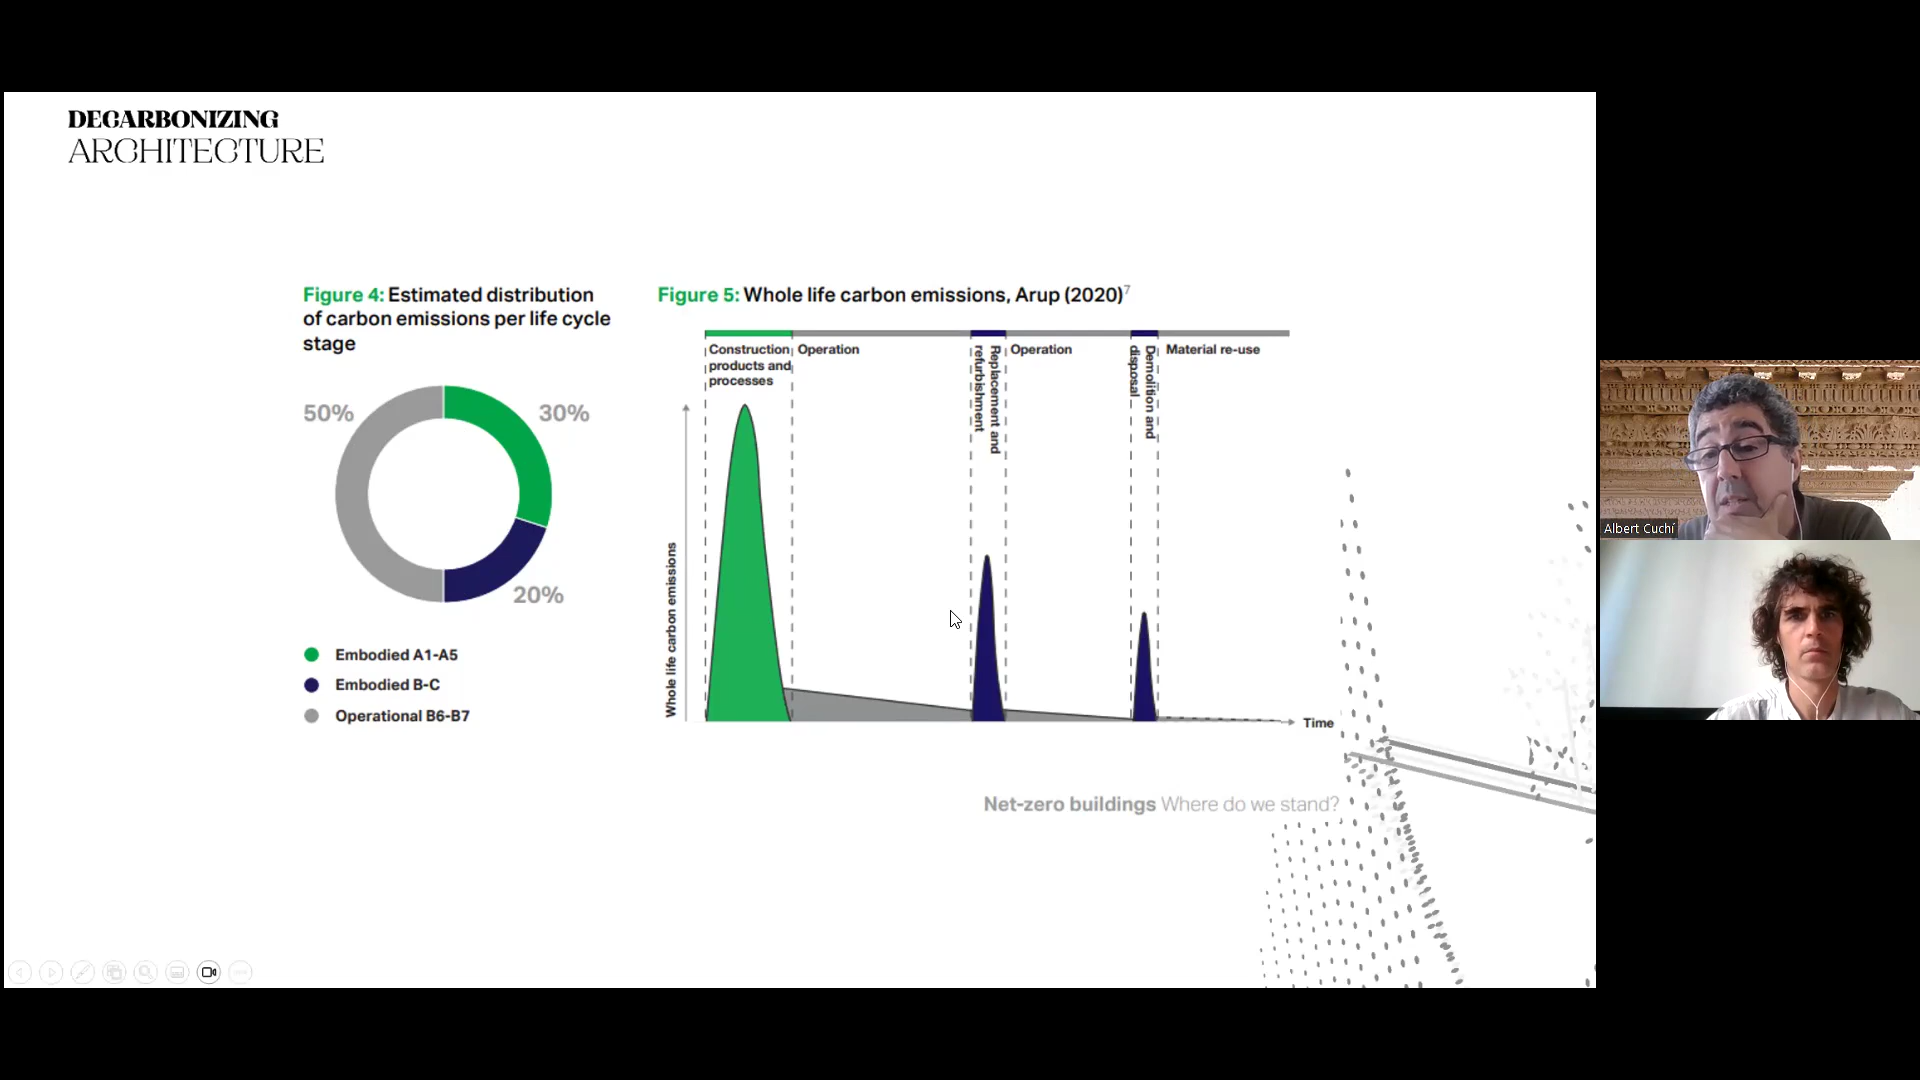 DECARBONIZING
ARCHITECTURE
Figure 4: Estimated distribution
of carbon emissions per life cycle
stage
50%
30%
20%
Embodied A1-A5
Embodied B-C
Operational B6-B7
Figure 5: Whole life carbon emissions, Arup (2020)7
Construction
products and
processes
Operation
Replacement and
refurbishment
Operation
Demolition and
disposal
Material re-use
Whole life carbon emissions
Time
Net-zero buildings Where do we stand?
Albert Cuchí